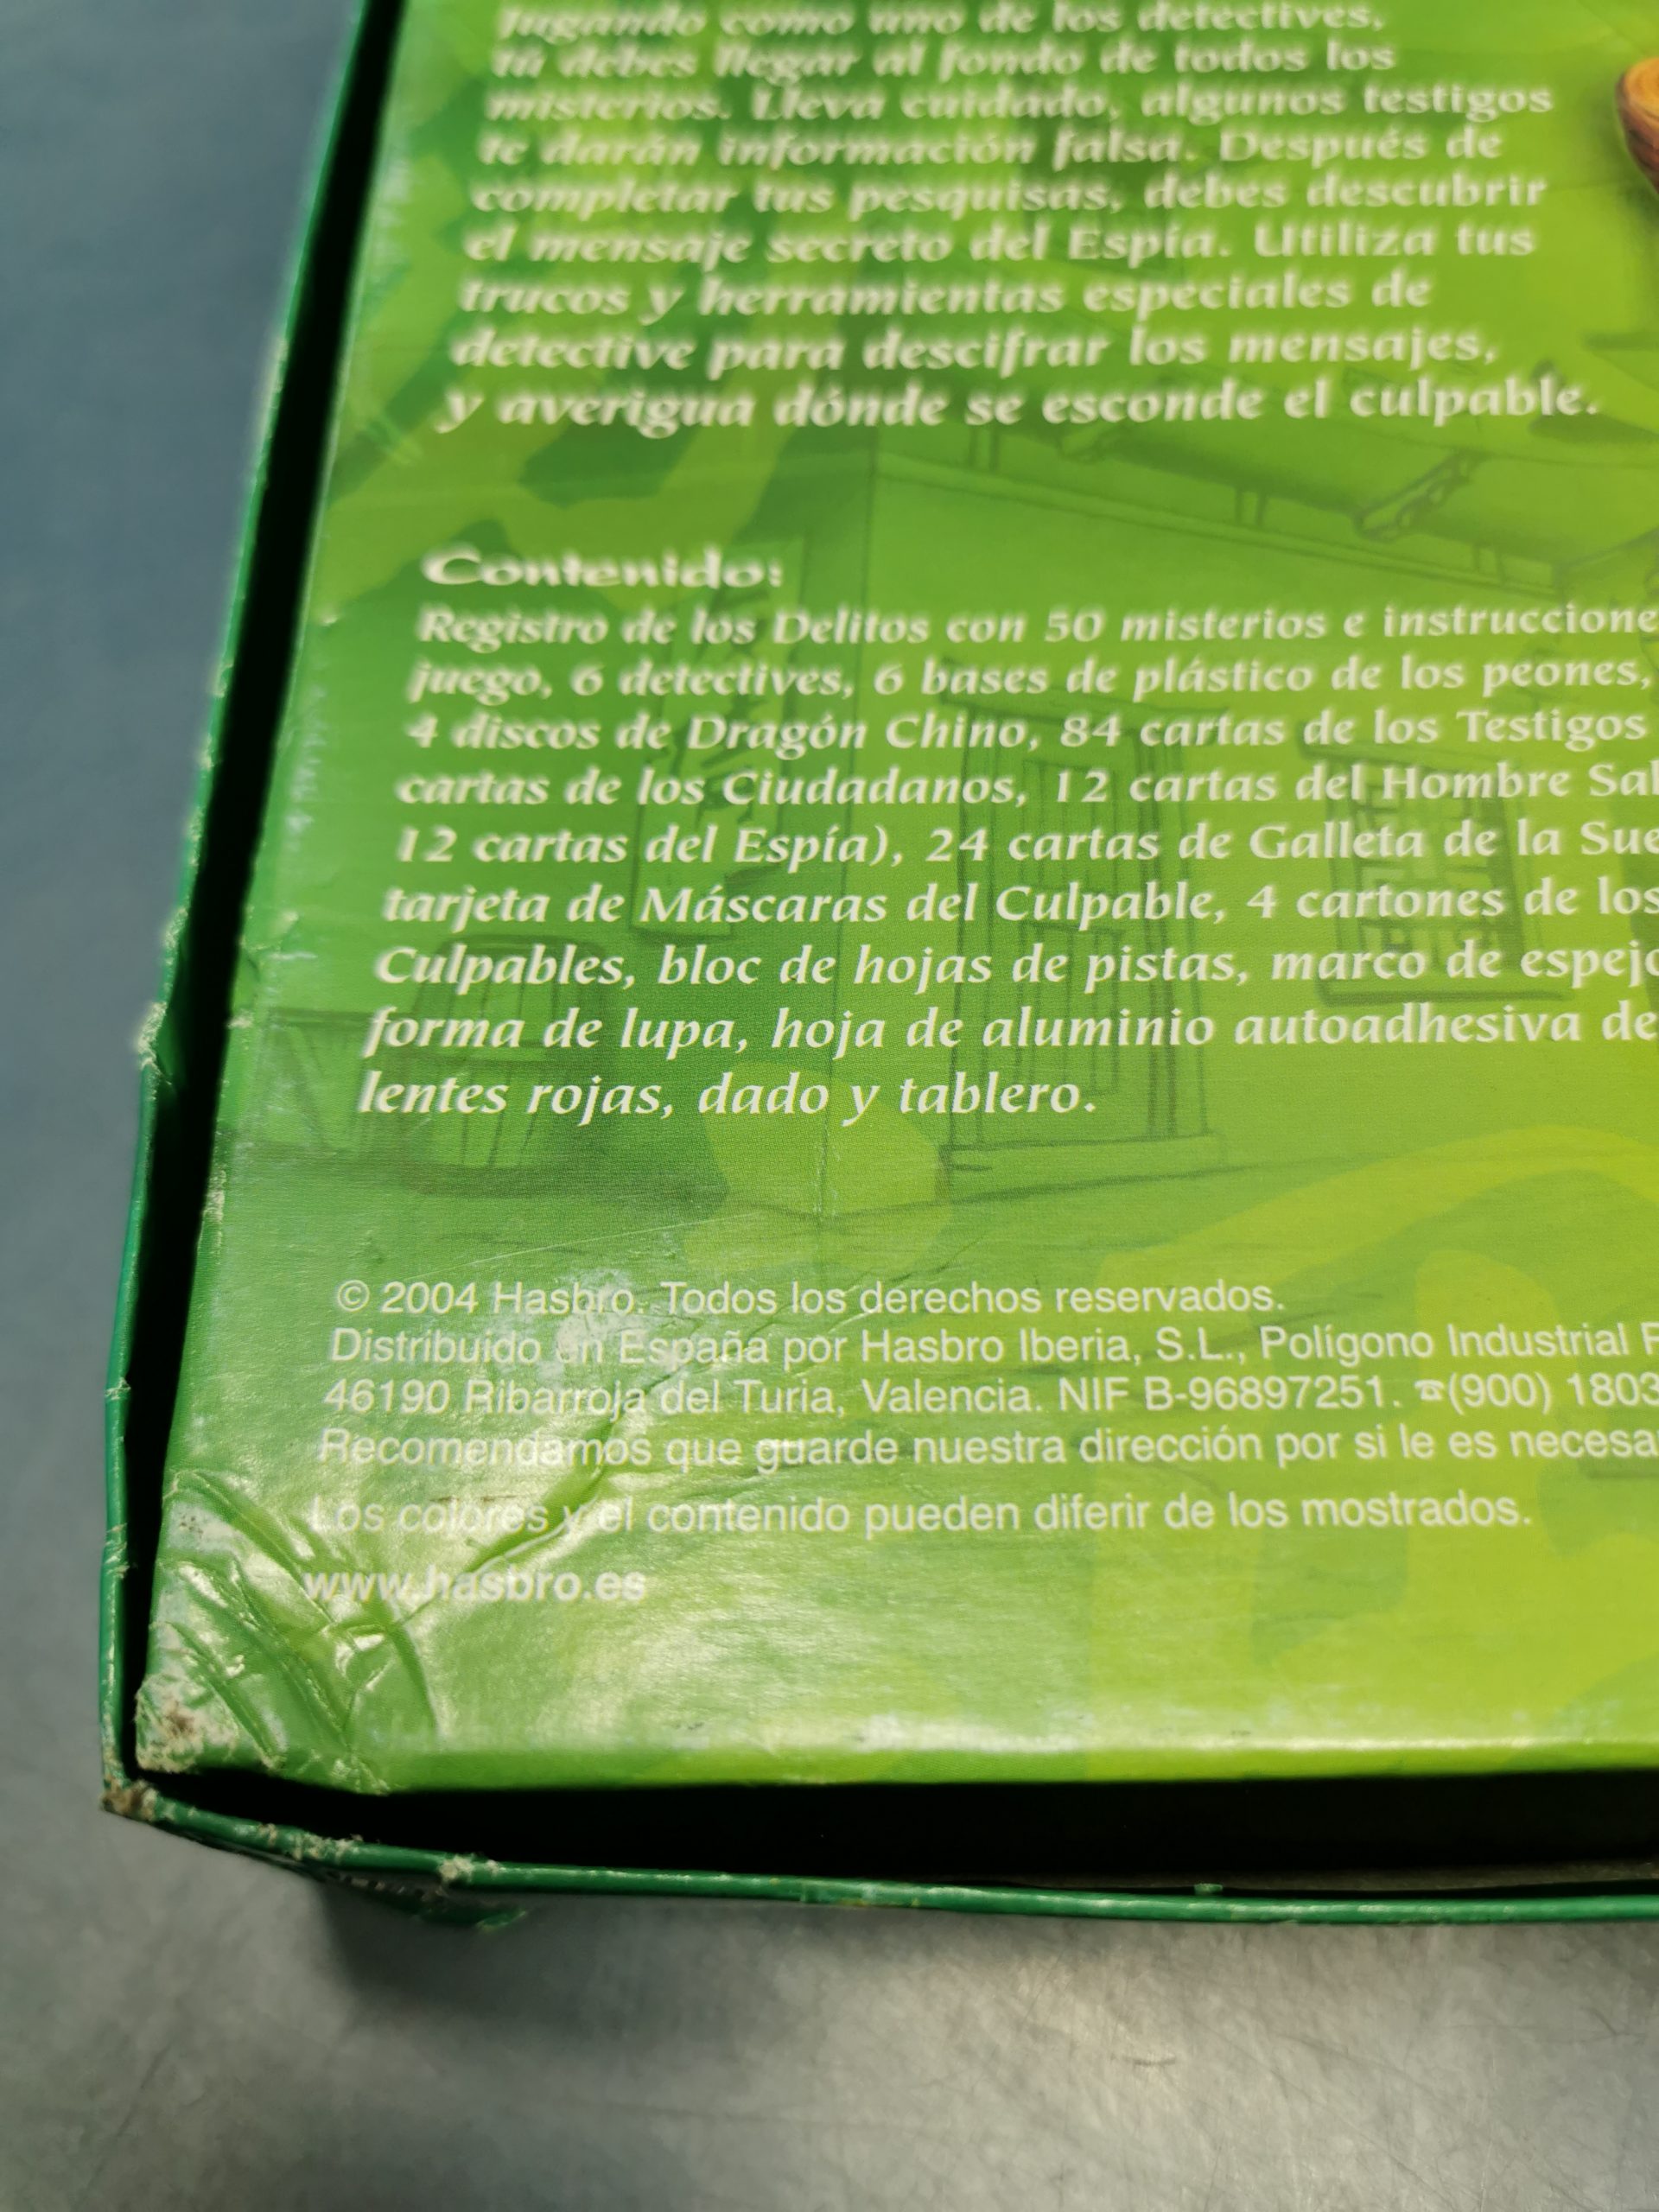 Jugando como uno de los detectives,
tú debes llegar al fondo de todos los
misterios. Lleva cuidado, algunos testigos
te darán información falsa. Después de
completar tus pesquisas, debes descubrir
el mensaje secreto del Espía. Utiliza tus
trucos y herramientas especiales de
detective para descifrar los mensajes,
y averigua dónde se esconde el culpable.
Contenido:
Registro de los Delitos con 50 misterios e instruccione
juego, 6 detectives, 6 bases de plástico de los peones,
4 discos de Dragón Chino, 84 cartas de los Testigos
cartas de los Ciudadanos, 12 cartas del Hombre Sal
12 cartas del Espía), 24 cartas de Galleta de la Sue
tarjeta de Máscaras del Culpable, 4 cartones de los
Culpables, bloc de hojas de pistas, marco de espejo
forma de lupa, hoja de aluminio autoadhesiva de
lentes rojas, dado y tablero.
© 2004 Hasbro. Todos los derechos reservados.
Distribuido en España por Hasbro Iberia, S.L., Polígono Industrial
46190 Ribarroja del Turia, Valencia. NIF B-96897251. ☎(900) 1803
Recomendamos que guarde nuestra dirección por si le es necesa
Los colores y el contenido pueden diferir de los mostrados.
www.hasbro.es